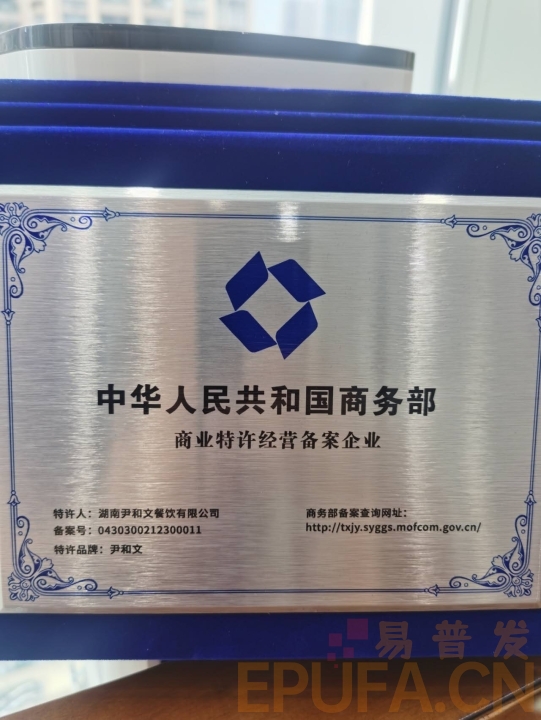 中华人民共和国商务部
商业特许经营备案企业
特许人：湖南尹和文餐饮有限公司
备案号：0430300212300011
特许品牌：尹和文
商务部备案查询网址：
http://txjy.syggs.mofcom.gov.cn/
易普发
EPUFA.CN